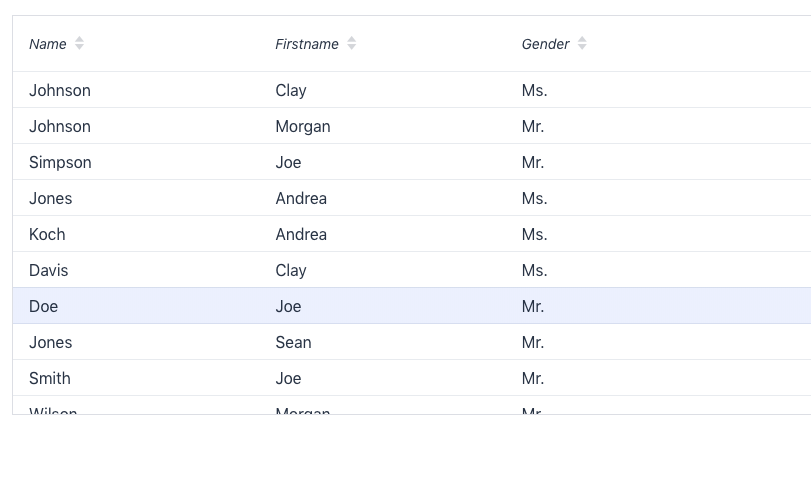 Name Firstname Gender
Johnson Clay Ms.
Johnson Morgan Mr.
Simpson Joe Mr.
Jones Andrea Ms.
Koch Andrea Ms.
Davis Clay Ms.
Doe Joe Mr.
Jones Sean Mr.
Smith Joe Mr.
Wilson Morgan Mr.